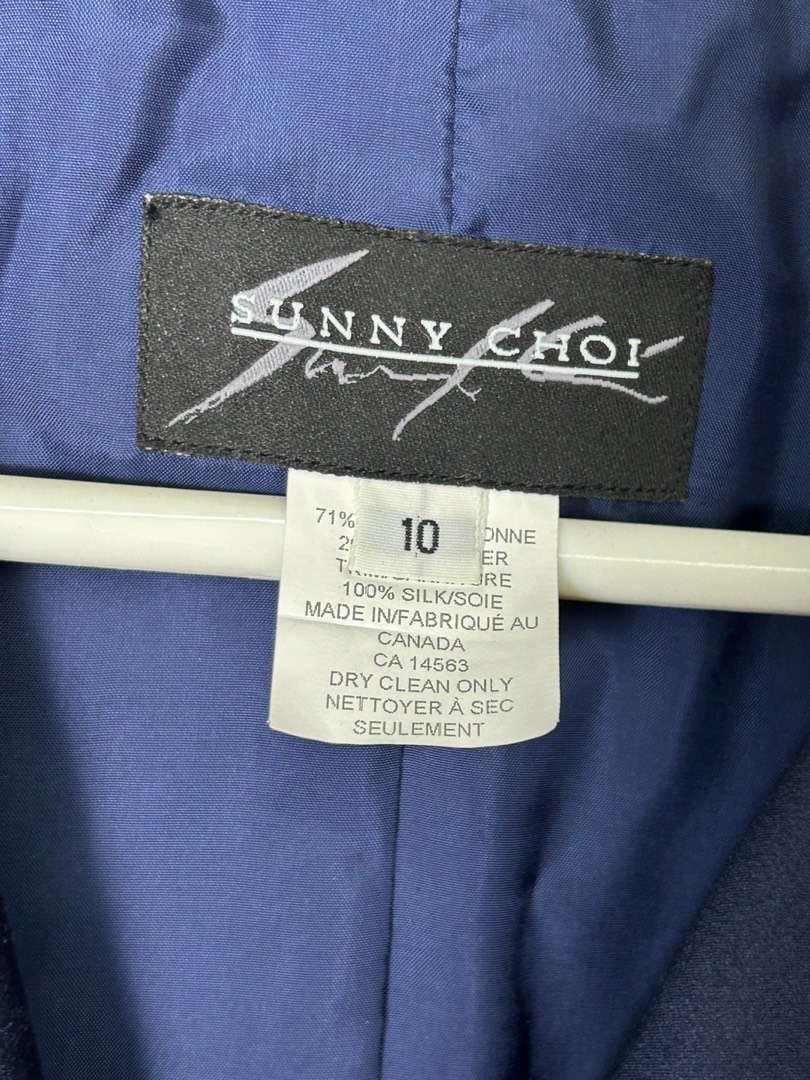 SUNNY CHOI
10
71%
100% SILK/SOIE
MADE IN/FABRIQUÉ AU
CANADA
CA 14563
DRY CLEAN ONLY
NETTOYER À SEC
SEULEMENT